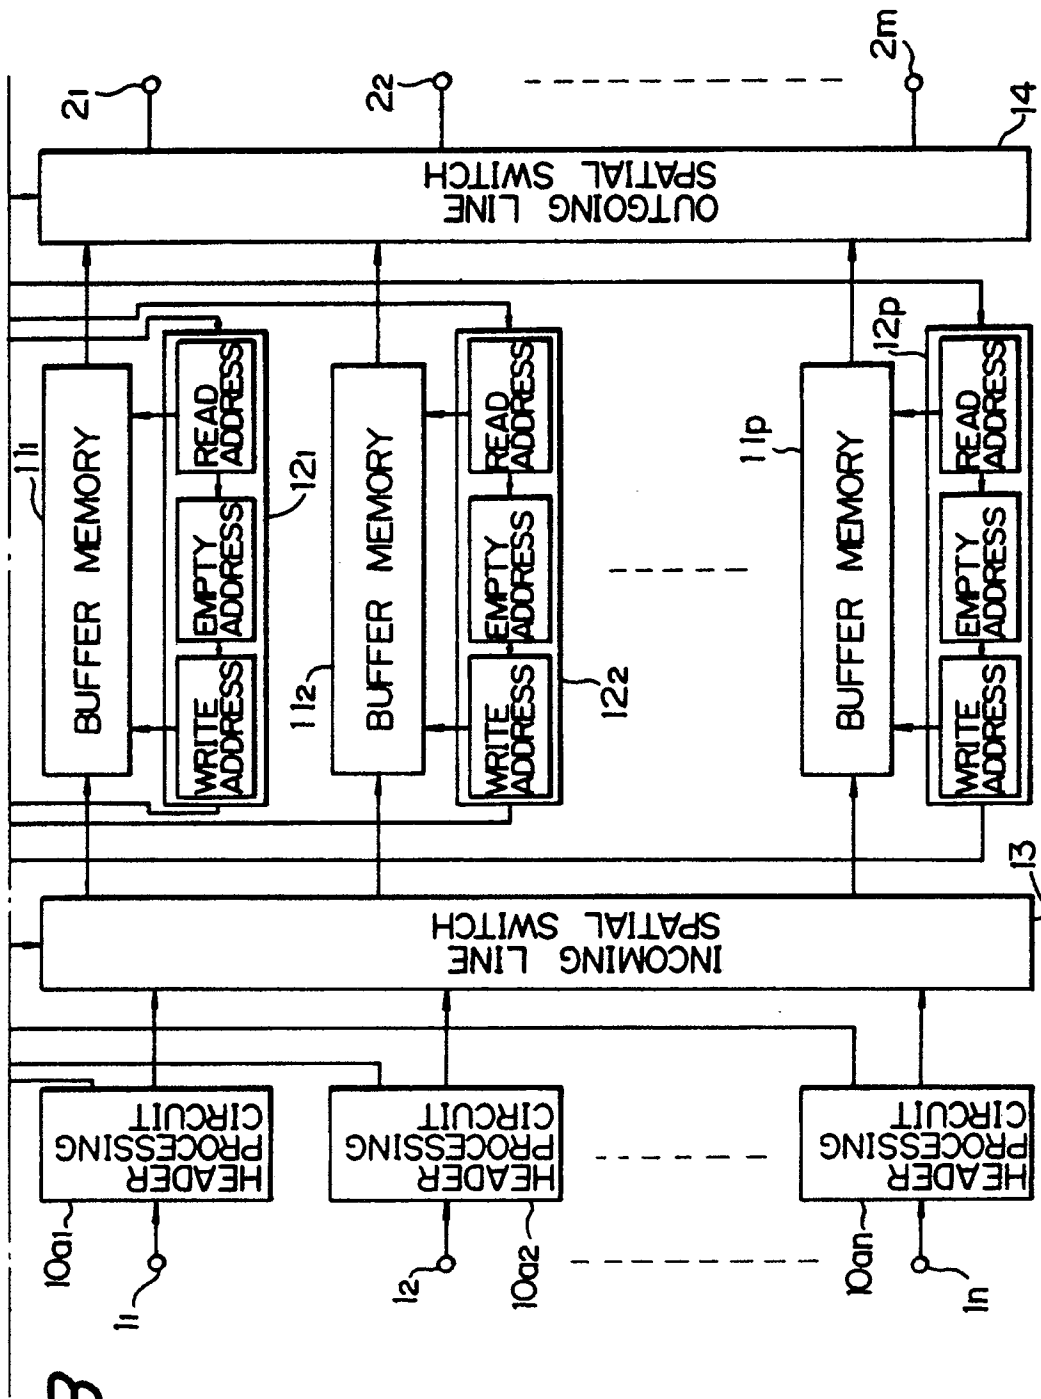 21
22
2m
OUTGOING LINE
SPATIAL SWITCH
14
111
BUFFER MEMORY
READ
ADDRESS
EMPTY
ADDRESS
WRITE
ADDRESS
121
112
BUFFER MEMORY
READ
ADDRESS
EMPTY
ADDRESS
WRITE
ADDRESS
122
11p
BUFFER MEMORY
12p
READ
ADDRESS
EMPTY
ADDRESS
WRITE
ADDRESS
INCOMING LINE
SPATIAL SWITCH
13
HEADER
PROCESSING
CIRCUIT
10a1
11
HEADER
PROCESSING
CIRCUIT
10a2
12
HEADER
PROCESSING
CIRCUIT
10an
1n